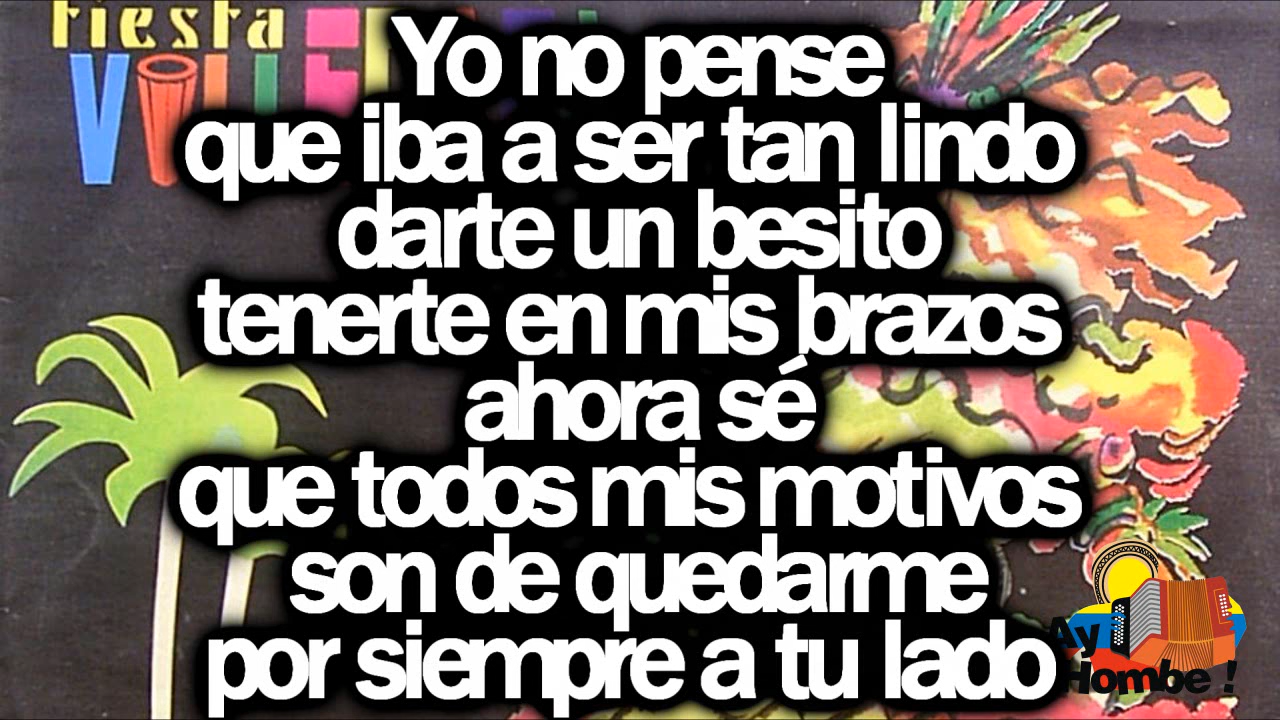 fiesta
Yo no pense
que iba a ser tan lindo
darte un besito
tenerte en mis brazos
ahora sé
que todos mis motivos
son de quedarme
por siempre a tu lado
Ay
Hombe !